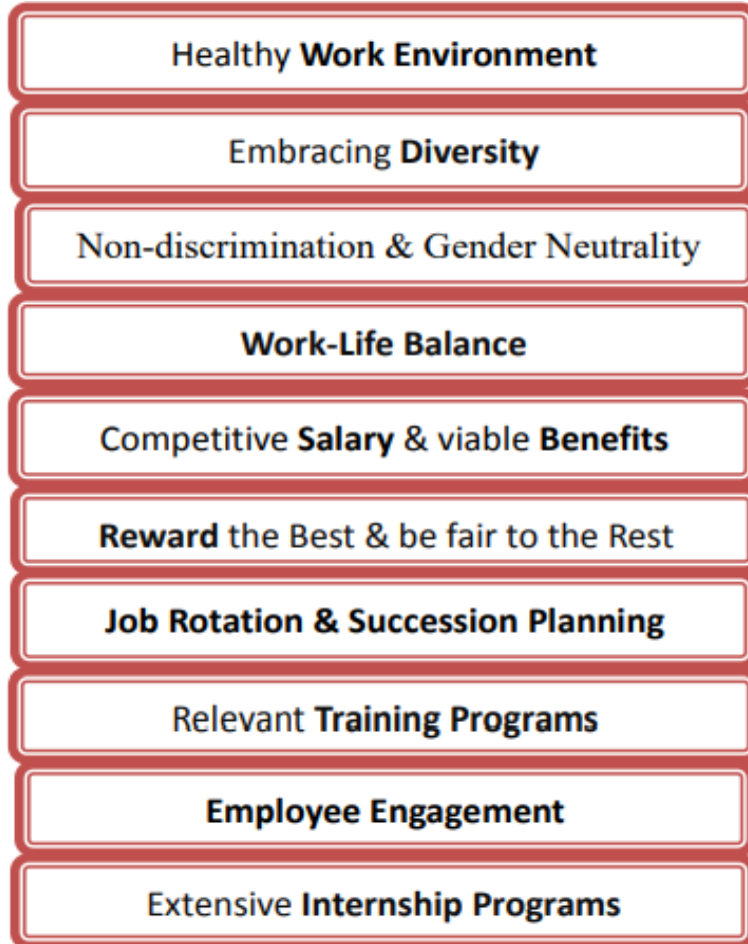 Healthy Work Environment
Embracing Diversity
Non-discrimination & Gender Neutrality
Work-Life Balance
Competitive Salary & viable Benefits
Reward the Best & be fair to the Rest
Job Rotation & Succession Planning
Relevant Training Programs
Employee Engagement
Extensive Internship Programs